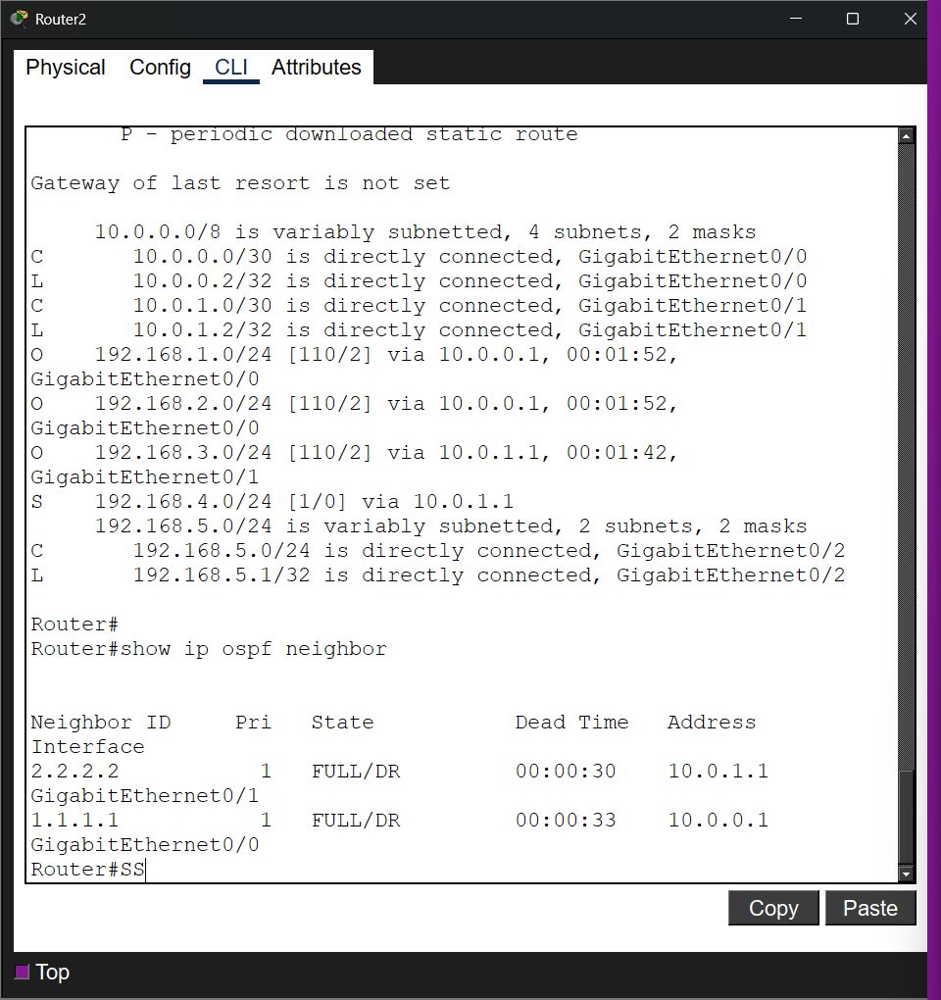 Router2
Physical Config CLI Attributes
P - periodic downloaded static route
Gateway of last resort is not set
10.0.0.0/8 is variably subnetted, 4 subnets, 2 masks
C 10.0.0.0/30 is directly connected, GigabitEthernet0/0
L 10.0.0.2/32 is directly connected, GigabitEthernet0/0
C 10.0.1.0/30 is directly connected, GigabitEthernet0/1
L 10.0.1.2/32 is directly connected, GigabitEthernet0/1
O 192.168.1.0/24 [110/2] via 10.0.0.1, 00:01:52,
GigabitEthernet0/0
O 192.168.2.0/24 [110/2] via 10.0.0.1, 00:01:52,
GigabitEthernet0/0
O 192.168.3.0/24 [110/2] via 10.0.1.1, 00:01:42,
GigabitEthernet0/1
S 192.168.4.0/24 [1/0] via 10.0.1.1
192.168.5.0/24 is variably subnetted, 2 subnets, 2 masks
C 192.168.5.0/24 is directly connected, GigabitEthernet0/2
L 192.168.5.1/32 is directly connected, GigabitEthernet0/2
Router#
Router#show ip ospf neighbor
Neighbor ID Pri State Dead Time Address
Interface
2.2.2.2 1 FULL/DR 00:00:30 10.0.1.1
GigabitEthernet0/1
1.1.1.1 1 FULL/DR 00:00:33 10.0.0.1
GigabitEthernet0/0
Router#SS
Copy Paste
Top